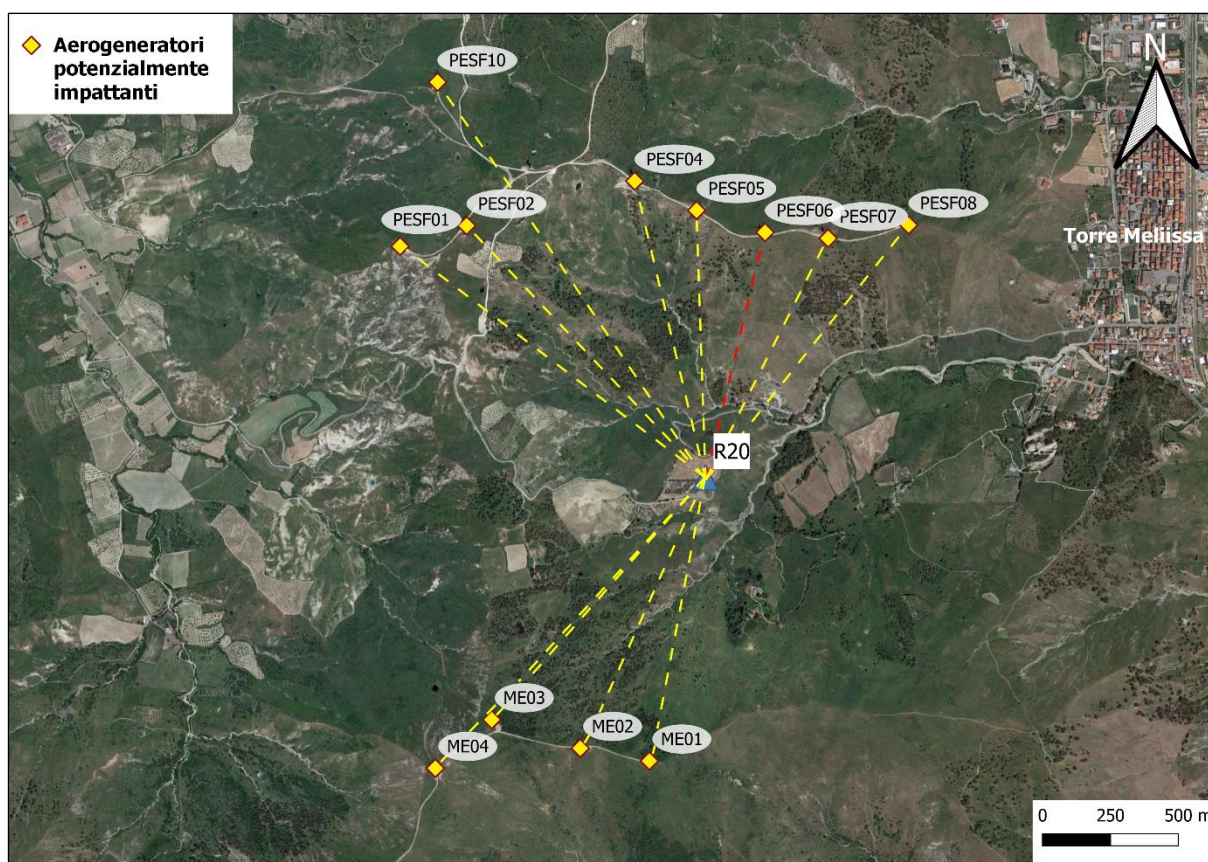 Aerogeneratori
potenzialmente
impattanti
N
PESF10
PESF04
PESF05
PESF01
PESF02
PESF06
PESF07
PESF08
Torre Meliissa
R20
ME03
ME04
ME02
ME01
0 250 500 m